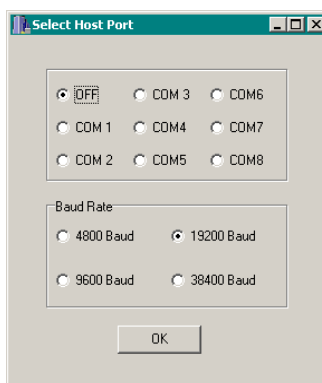 Select Host Port
OFF COM 3 COM6
COM 1 COM4 COM7
COM 2 COM5 COM8
Baud Rate
4800 Baud 19200 Baud
9600 Baud 38400 Baud
OK